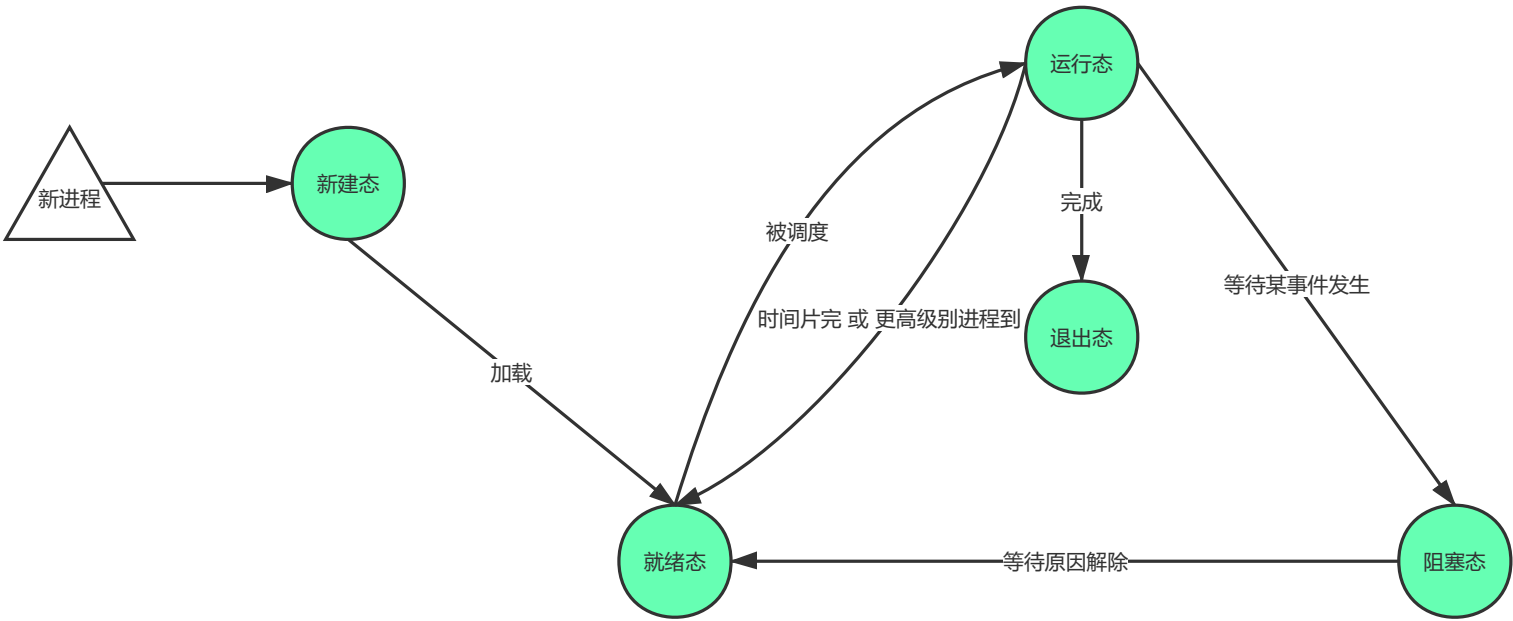 运行态
新进程
新建态
完成
被调度
等待某事件发生
时间片完 或 更高级别进程到
退出态
加载
就绪态
等待原因解除
阻塞态